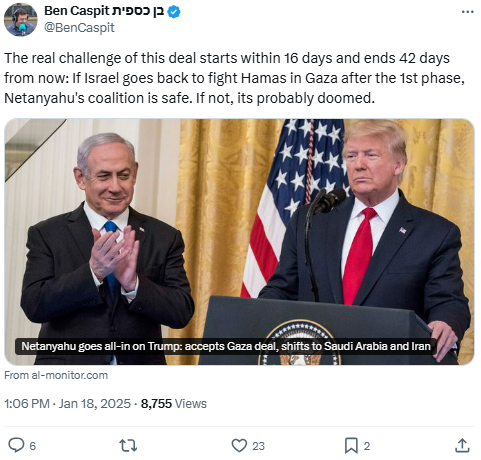 Ben Caspit בן כספית
@BenCaspit
The real challenge of this deal starts within 16 days and ends 42 days
from now: If Israel goes back to fight Hamas in Gaza after the 1st phase,
Netanyahu's coalition is safe. If not, its probably doomed.
Netanyahu goes all-in on Trump: accepts Gaza deal, shifts to Saudi Arabia and Iran
From al-monitor.com
1:06 PM · Jan 18, 2025 · 8,755 Views
6
23
2